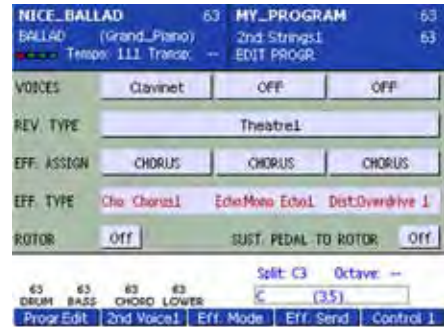 NICE_BALLAD 63 MY_PROGRAM 63
BALLAD (Grand_Piano) 2nd Strings1 63
Tempo: 111 Transp: -- EDIT PROGR.
VOICES Clavinet OFF OFF
REV. TYPE Theatre1
EFF. ASSIGN CHORUS CHORUS CHORUS
EFF. TYPE Cho: Chorus1 Echo:Mono Echo1 Dist:Overdrive 1
ROTOR Off SUST. PEDAL TO ROTOR Off
Split: C3 Octave: --
63 63 63 63
DRUM BASS CHORD LOWER C (3.5)
Progr.Edit 2nd Voice1 Eff. Mode Eff. Send Control 1